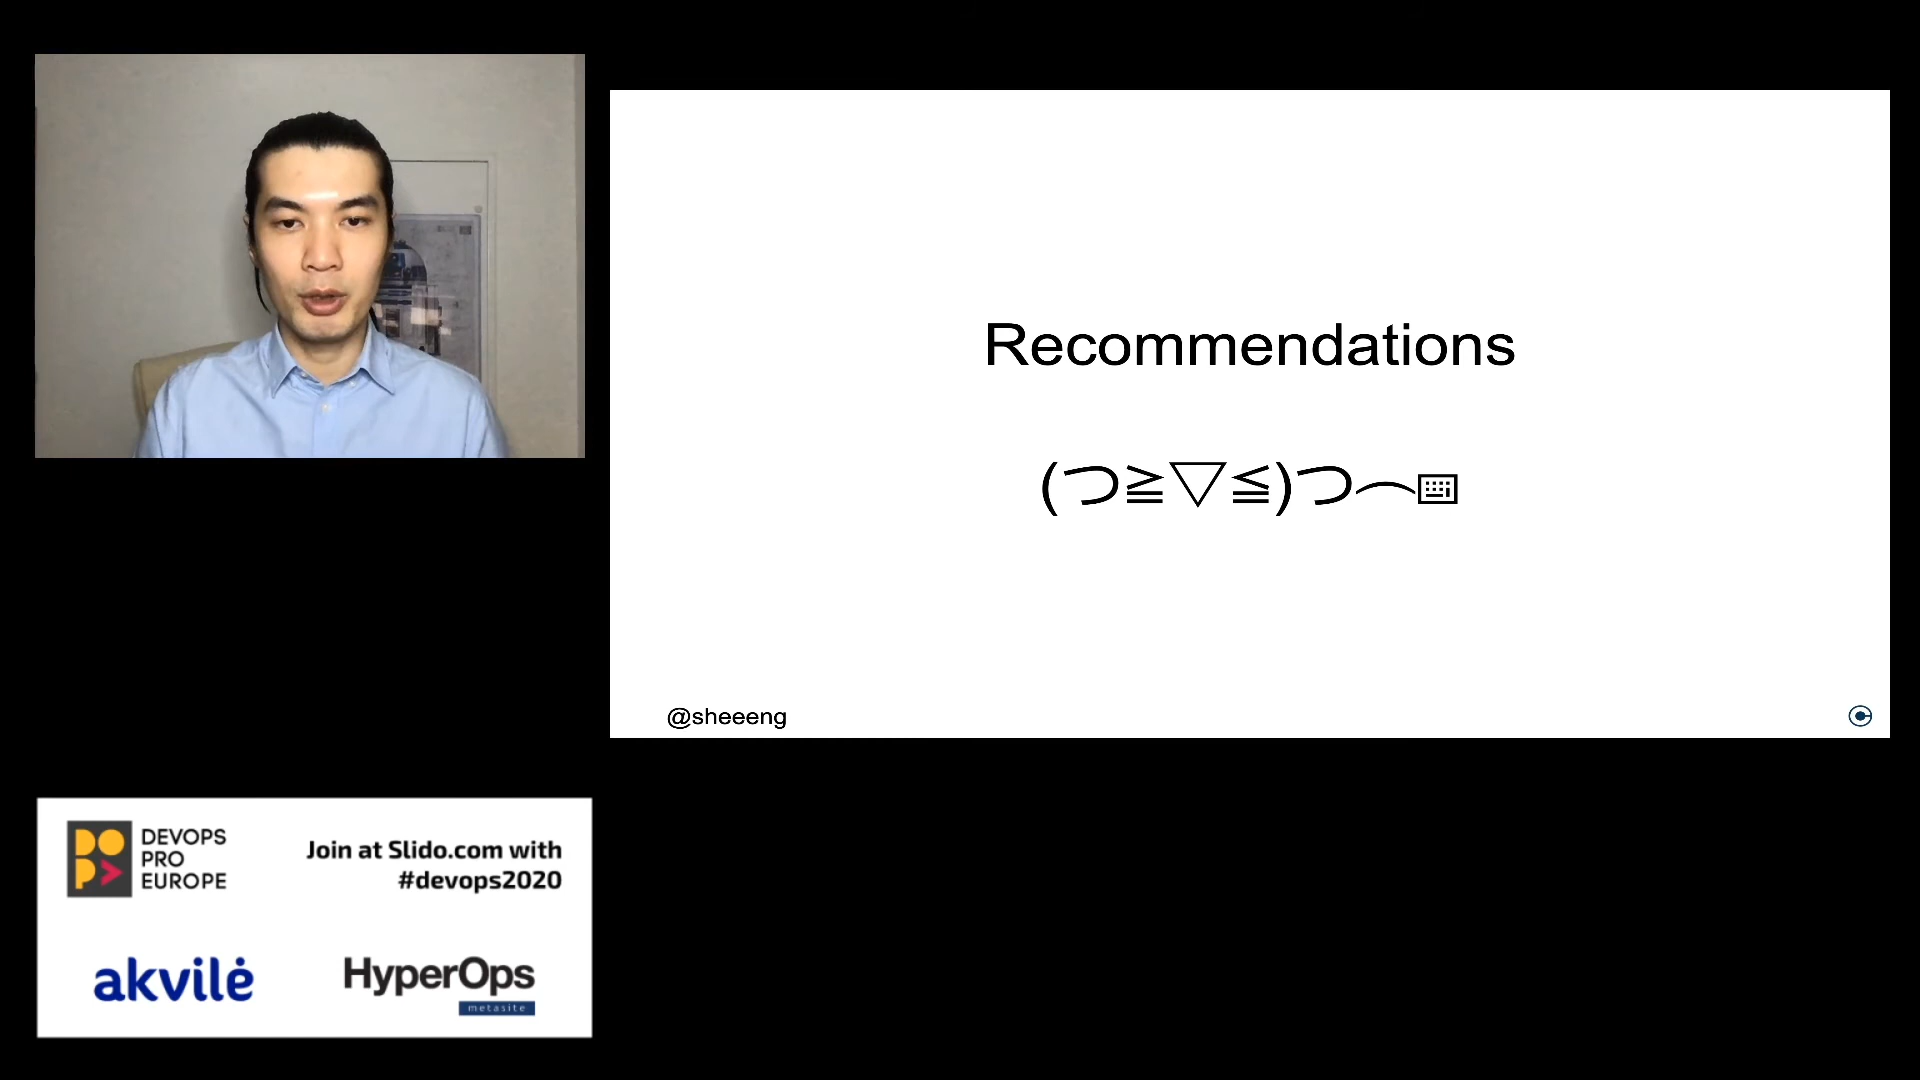 Recommendations
(つ≧▽≦)つ⌒⌨
@sheeeng
DEVOPS
PRO
EUROPE
Join at Slido.com with
#devops2020
akvilė
HyperOps
metasite